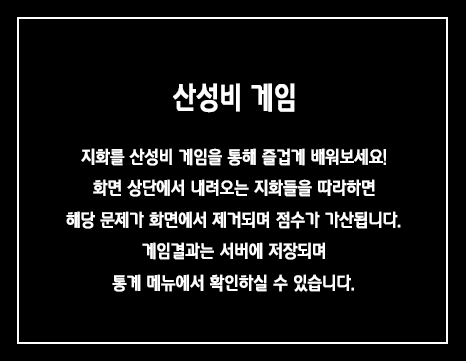 산성비 게임
지화를 산성비 게임을 통해 즐겁게 배워보세요!
화면 상단에서 내려오는 지화들을 따라하면
해당 문제가 화면에서 제거되며 점수가 가산됩니다.
게임결과는 서버에 저장되며
통계 메뉴에서 확인하실 수 있습니다.